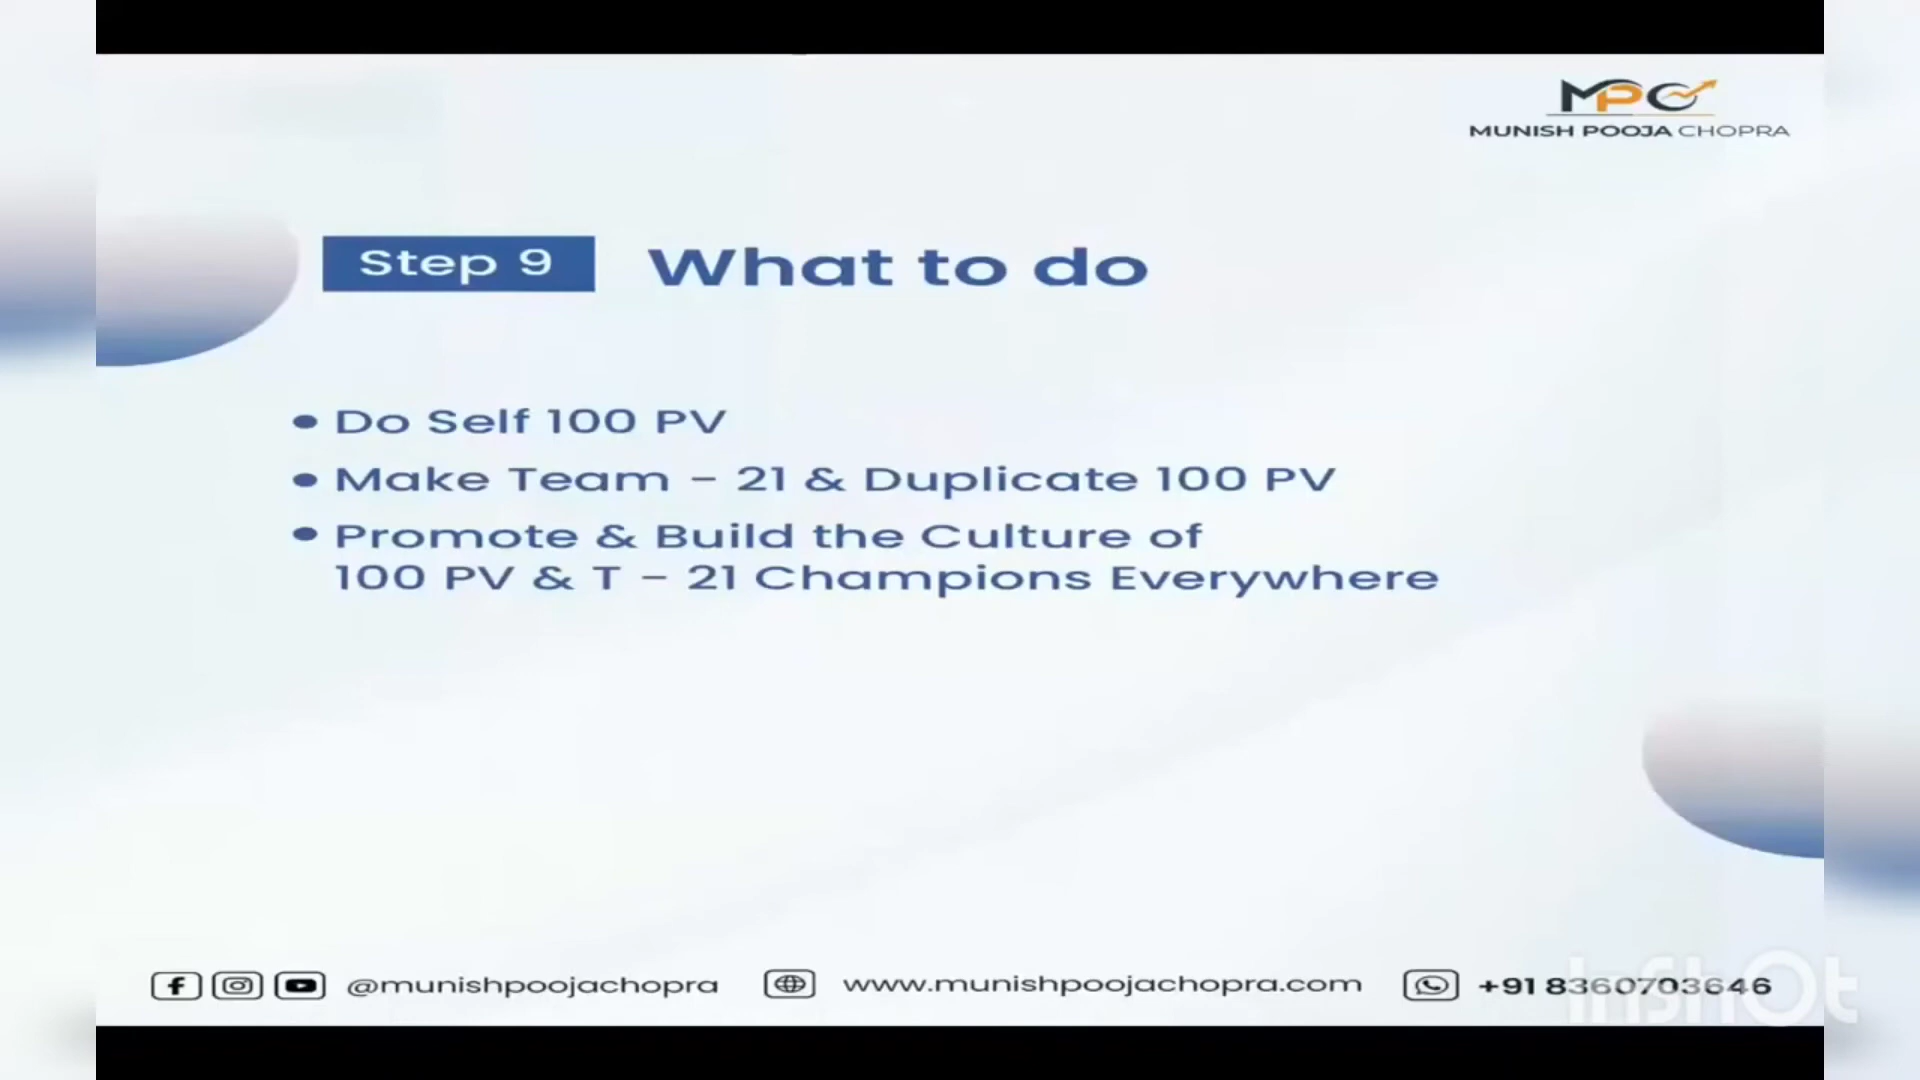 MPC
MUNISH POOJA CHOPRA
Step 9 What to do
• Do Self 100 PV
• Make Team – 21 & Duplicate 100 PV
• Promote & Build the Culture of
100 PV & T – 21 Champions Everywhere
@munishpoojachopra www.munishpoojachopra.com +91 8360703646
InShOt